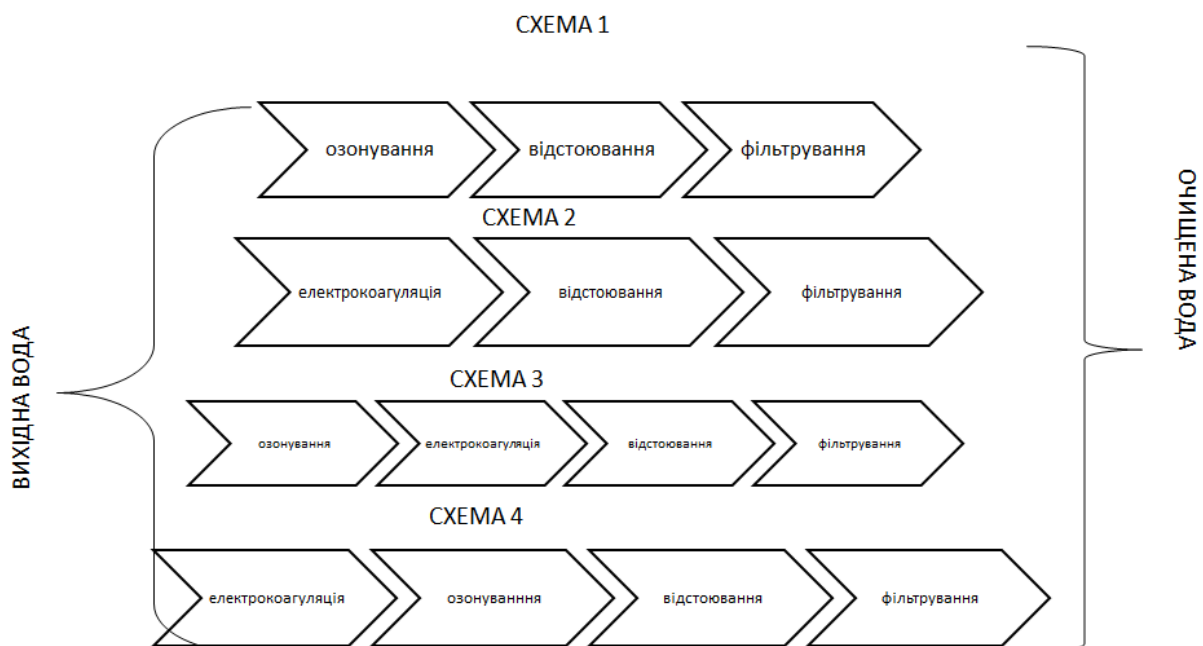 СХЕМА 1
озонування
відстоювання
фільтрування
СХЕМА 2
електрокоагуляція
відстоювання
фільтрування
СХЕМА 3
озонування
електрокоагуляція
відстоювання
фільтрування
СХЕМА 4
електрокоагуляція
озонуванння
відстоювання
фільтрування
ВИХІДНА ВОДА
ОЧИЩЕНА ВОДА